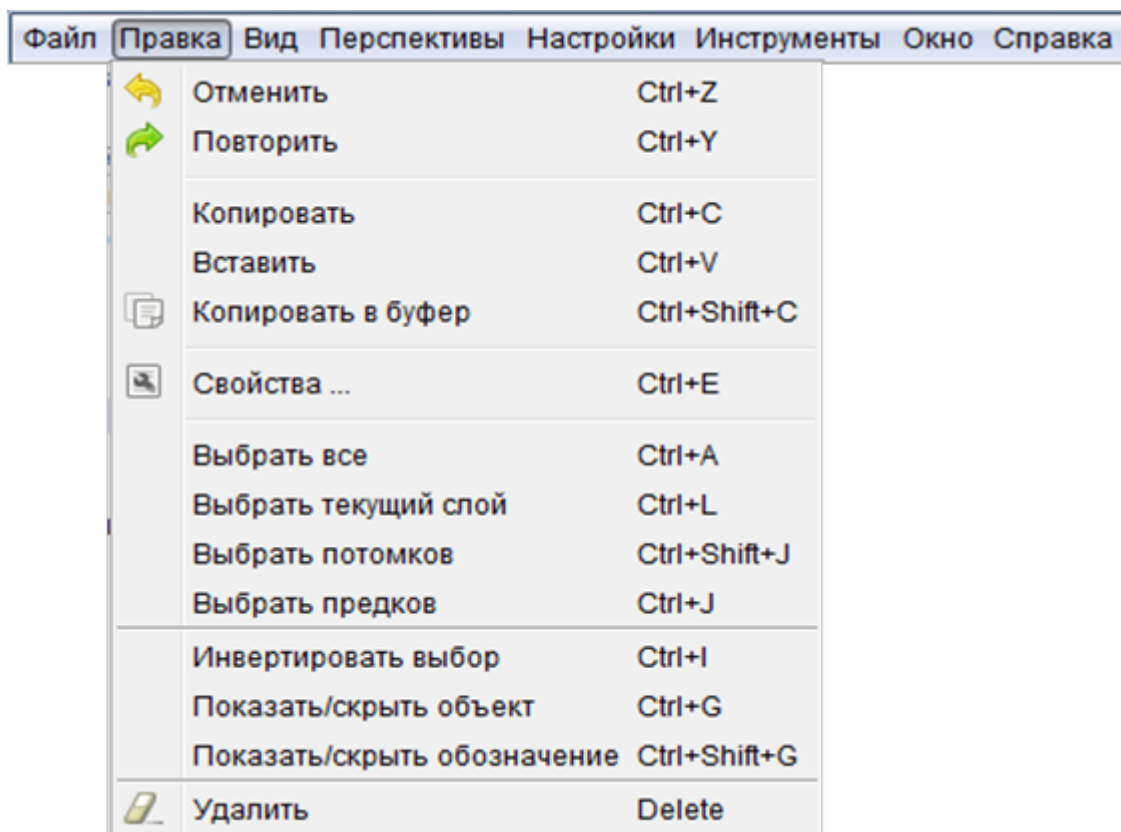 Файл Правка Вид Перспективы Настройки Инструменты Окно Справка
Отменить Ctrl+Z
Повторить Ctrl+Y
Копировать Ctrl+C
Вставить Ctrl+V
Копировать в буфер Ctrl+Shift+C
Свойства ... Ctrl+E
Выбрать все Ctrl+A
Выбрать текущий слой Ctrl+L
Выбрать потомков Ctrl+Shift+J
Выбрать предков Ctrl+J
Инвертировать выбор Ctrl+I
Показать/скрыть объект Ctrl+G
Показать/скрыть обозначение Ctrl+Shift+G
Удалить Delete